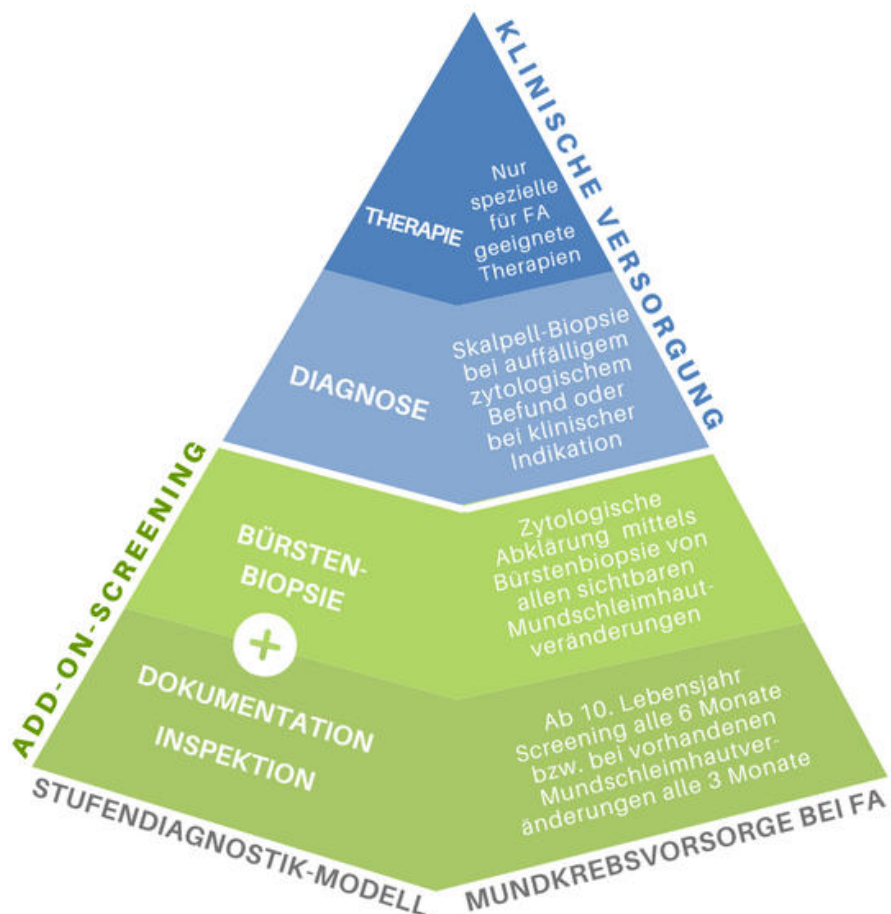 KLINISCHE VERSORGUNG
THERAPIE
Nur
spezielle
für FA
geeignete
Therapien
DIAGNOSE
Skalpell-Biopsie
bei auffälligem
zytologischem
Befund oder
bei klinischer
Indikation
ADD-ON-SCREENING
BÜRSTEN-
BIOPSIE
Zytologische
Abklärung mittels
Bürstenbiopsie von
allen sichtbaren
Mundschleimhaut-
veränderungen
+
DOKUMENTATION
INSPEKTION
Ab 10. Lebensjahr
Screening alle 6 Monate
bzw. bei vorhandenen
Mundschleimhautver-
änderungen alle 3 Monate
STUFENDIAGNOSTIK-MODELL
MUNDKREBSVORSORGE BEI FA